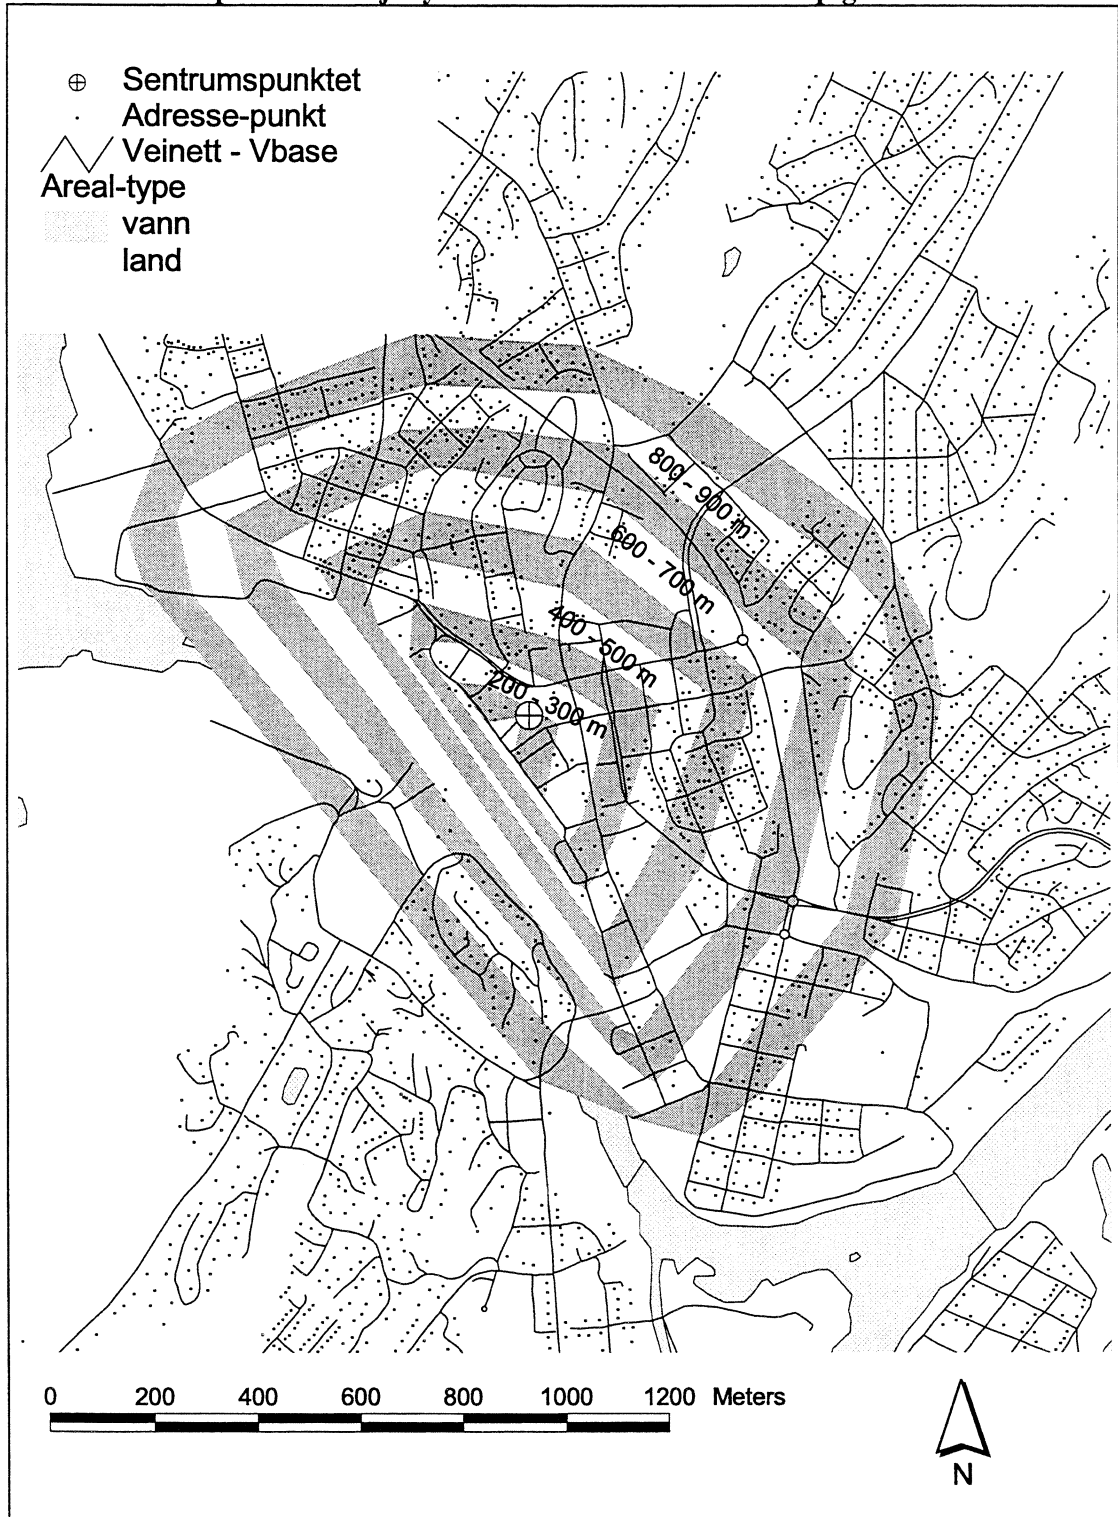 Sentrumspunktet
Adresse-punkt
Veinett - Vbase
Areal-type
vann
land
800 - 900 m
600 - 700 m
400 - 500 m
200 - 300 m
0 200 400 600 800 1000 1200 Meters
N